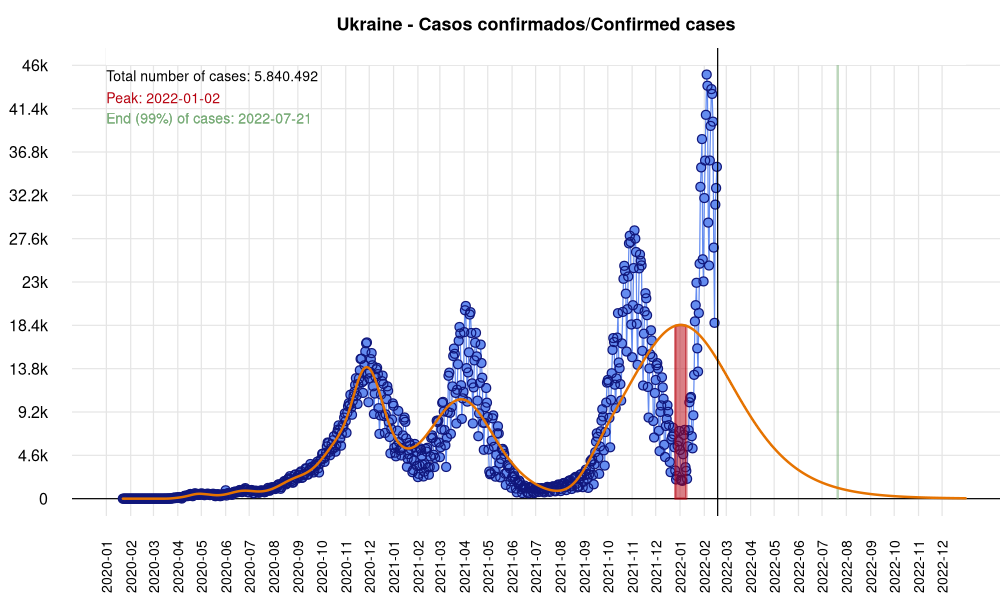 Ukraine - Casos confirmados/Confirmed cases
Total number of cases: 5.840.492
Peak: 2022-01-02
End (99%) of cases: 2022-07-21
46k
41.4k
36.8k
32.2k
27.6k
23k
18.4k
13.8k
9.2k
4.6k
0
2020-01
2020-02
2020-03
2020-04
2020-05
2020-06
2020-07
2020-08
2020-09
2020-10
2020-11
2020-12
2021-01
2021-02
2021-03
2021-04
2021-05
2021-06
2021-07
2021-08
2021-09
2021-10
2021-11
2021-12
2022-01
2022-02
2022-03
2022-04
2022-05
2022-06
2022-07
2022-08
2022-09
2022-10
2022-11
2022-12